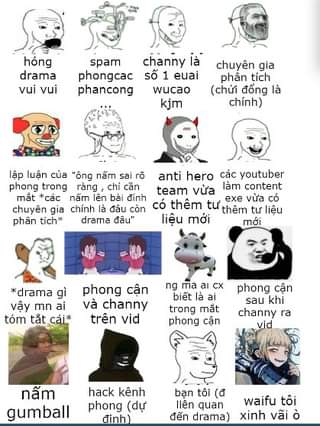 hóng
drama
vui vui
spam
phongcac
phancong
...
channy là
số 1 euai
wucao
kjm
chuyên gia
phân tích
(chửi đổng là
chính)
lập luận của
phong trong
mắt *các
chuyên gia
phân tích*
"ông nấm sai rõ
ràng , chỉ cần
nấm lên bài đính
chính là đâu còn
drama đâu"
anti hero
team vừa
có thêm tư
liệu mới
các youtuber
làm content
exe vừa có
thêm tư liệu
mới
*drama gì
vậy mn ai
tóm tắt cái*
phong cận
và channy
trên vid
ng mà ai cx
biết là ai
trong mắt
phong cận
phong cận
sau khi
channy ra
vid
nấm
gumball
hack kênh
phong (dự
định)
bạn tôi (đ
liên quan
đến drama)
waifu tôi
xinh vãi ò